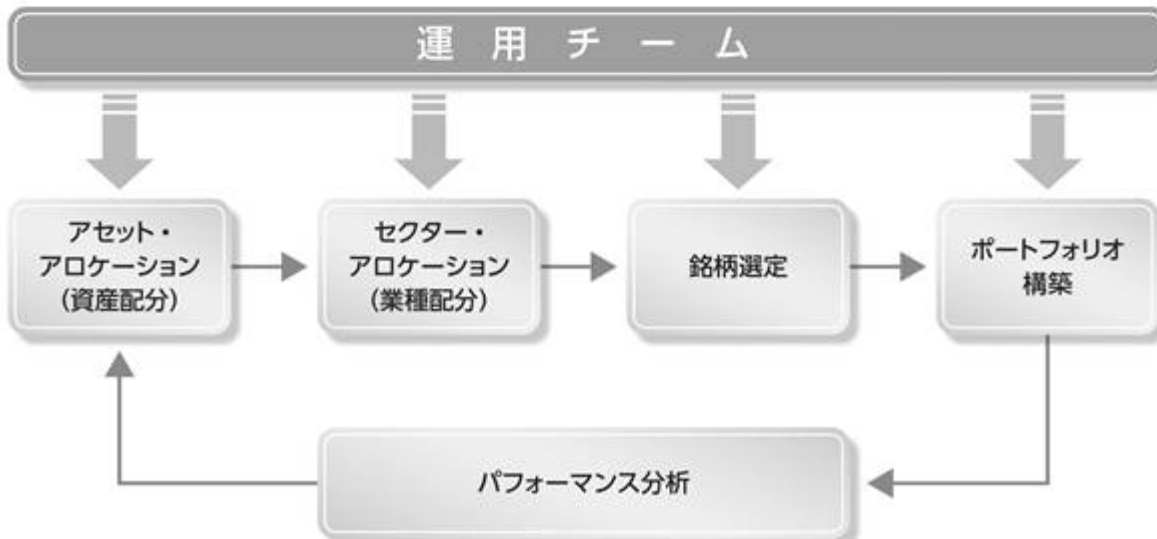 運用チーム
アセット・
アロケーション
(資産配分)
セクター・
アロケーション
(業種配分)
銘柄選定
ポートフォリオ
構築
パフォーマンス分析